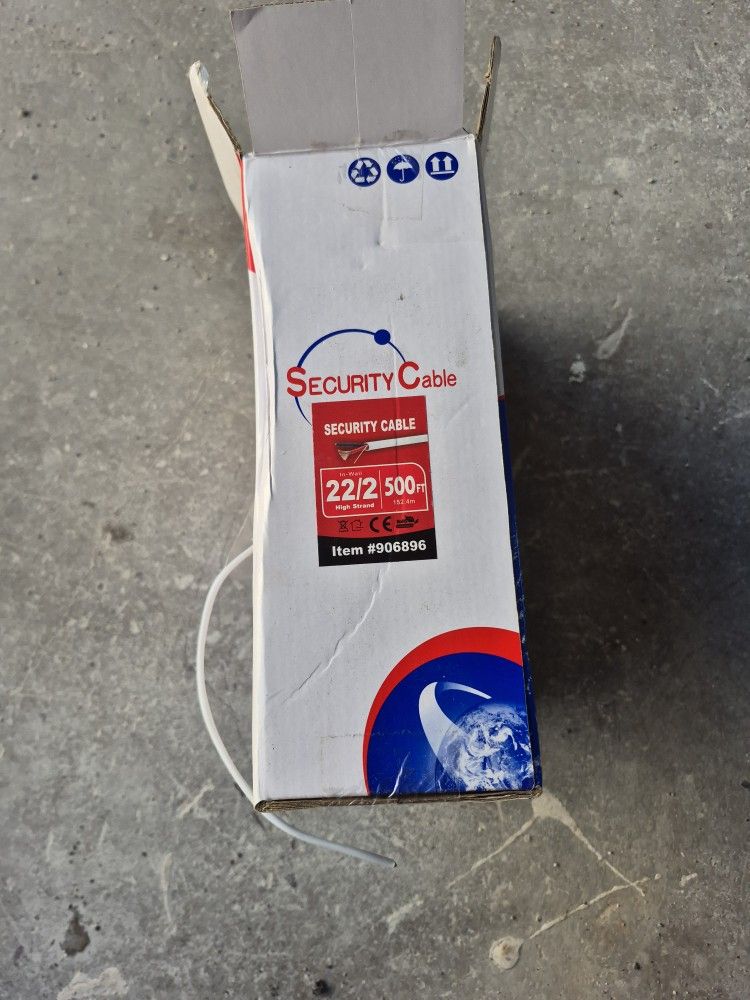 SECURITY Cable
SECURITY CABLE
In-Wall
22/2 500FT
High Strand 152.4m
CE
Item #906896